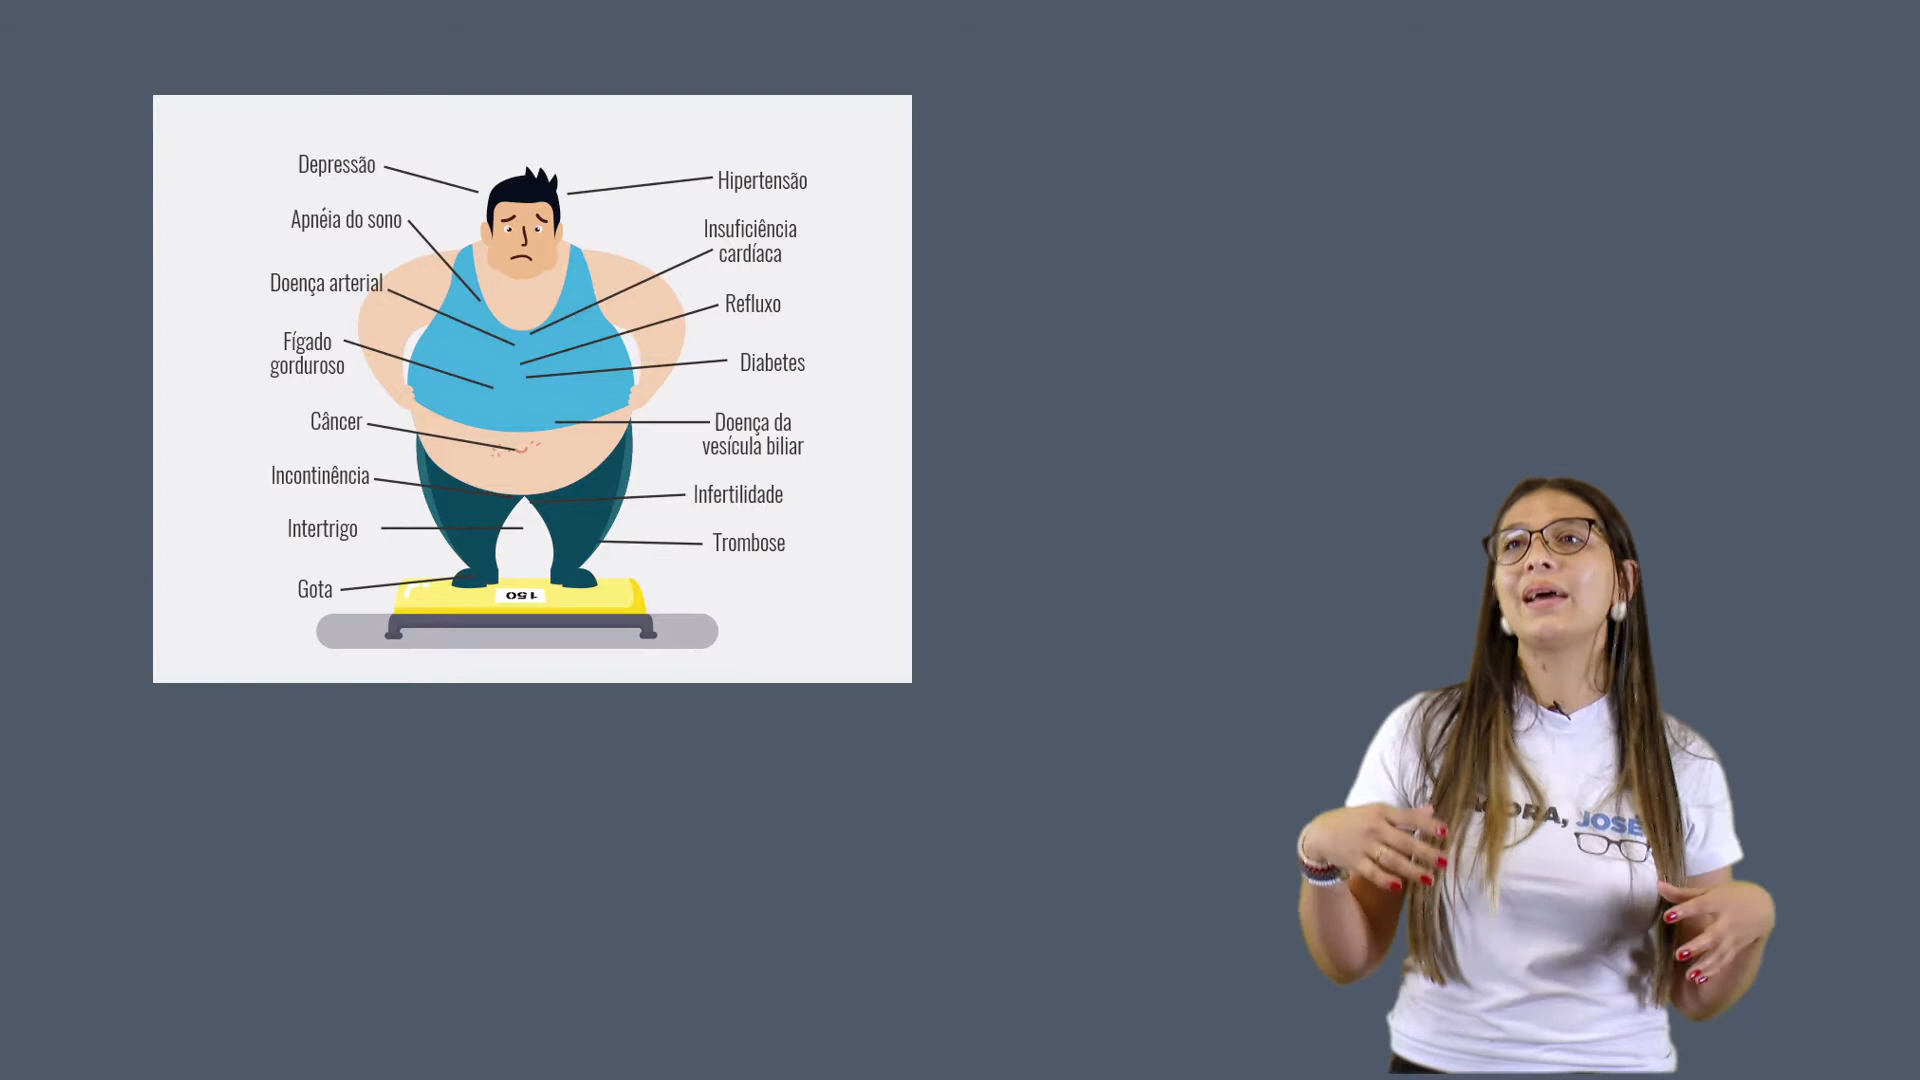 Depressão
Apnéia do sono
Doença arterial
Fígado
gorduroso
Câncer
Incontinência
Intertrigo
Gota
Hipertensão
Insuficiência
cardíaca
Refluxo
Diabetes
Doença da
vesícula biliar
Infertilidade
Trombose
150
JOSÉ